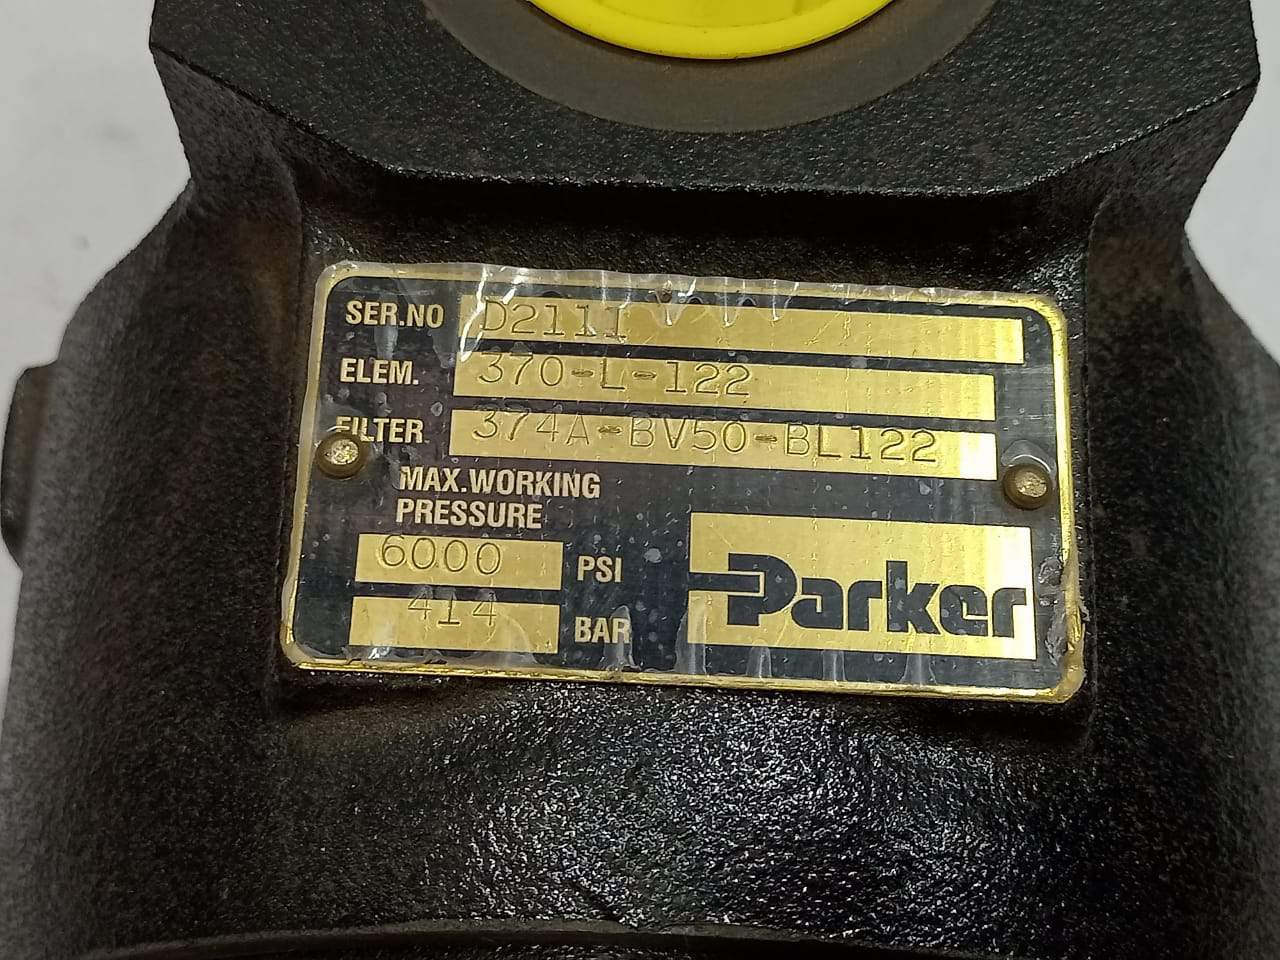 SER.NO D2111
ELEM. 370-L-122
FILTER 374A-BV50-BL122
MAX.WORKING
PRESSURE
6000 PSI
414 BAR
Parker